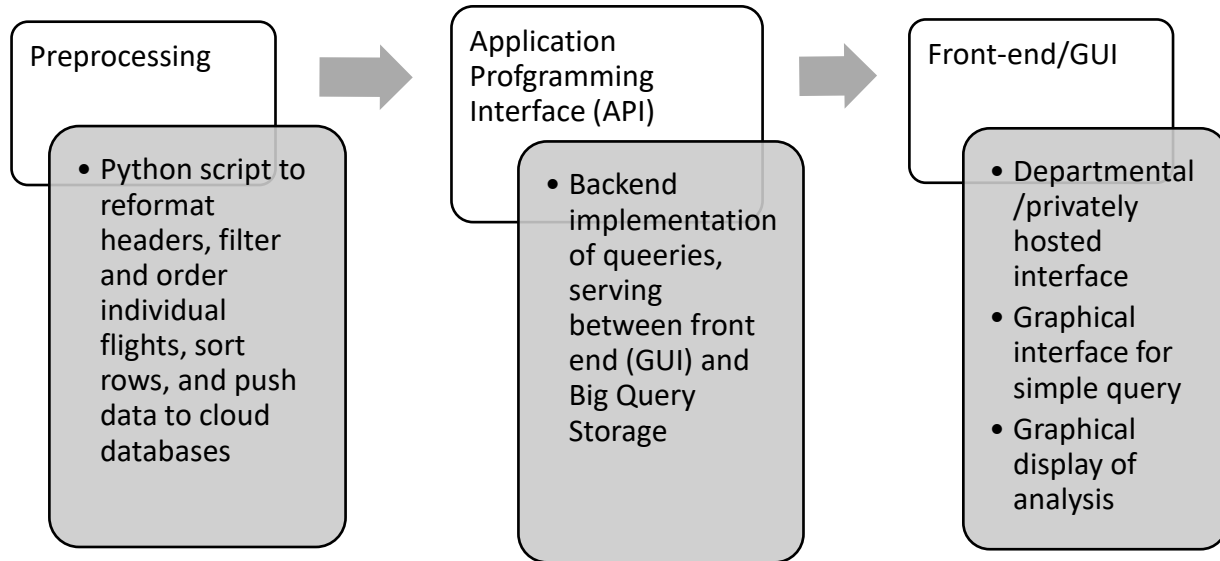 Preprocessing
• Python script to
reformat
headers, filter
and order
individual
flights, sort
rows, and push
data to cloud
databases
Application
Profgramming
Interface (API)
• Backend
implementation
of queeries,
serving
between front
end (GUI) and
Big Query
Storage
Front-end/GUI
• Departmental
/privately
hosted
interface
• Graphical
interface for
simple query
• Graphical
display of
analysis